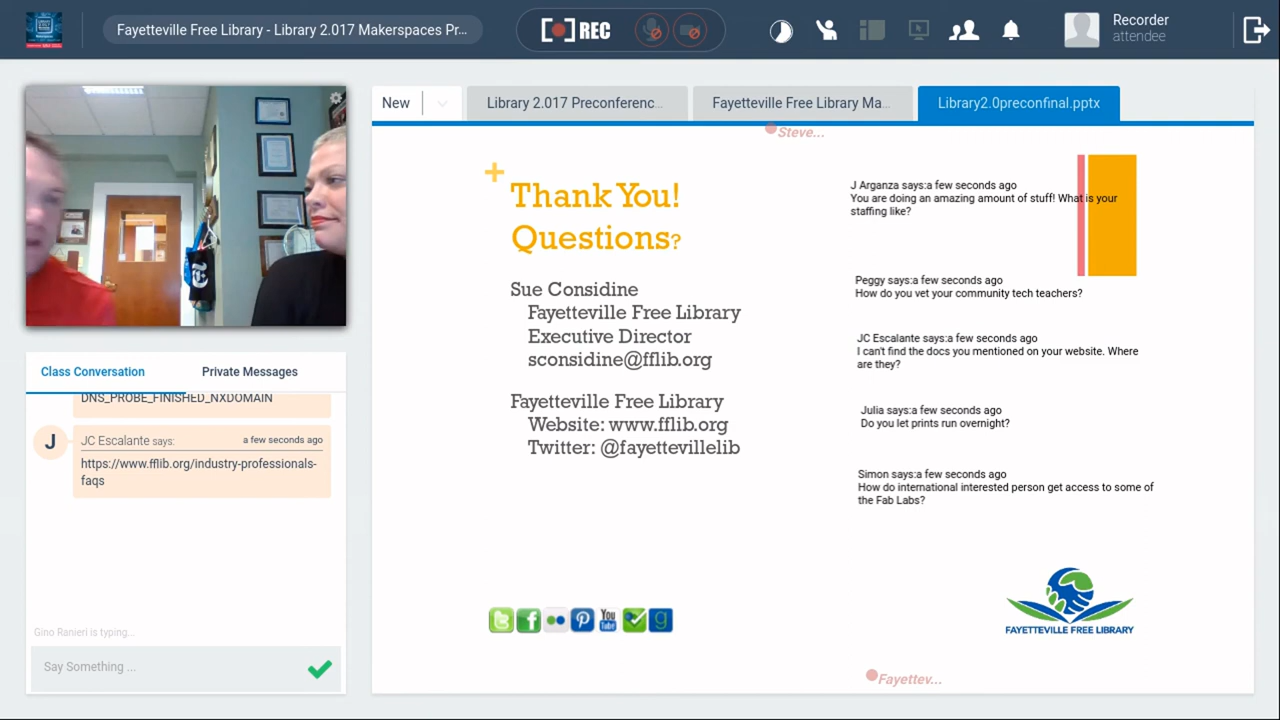 Fayetteville Free Library - Library 2.017 Makerspaces Pr...
REC
Recorder
attendee
New
Library 2.017 Preconferenc...
Fayetteville Free Library Ma...
Library2.0preconfinal.pptx
Steve...
+
Thank You!
Questions?
Sue Considine
Fayetteville Free Library
Executive Director
sconsidine@fflib.org
Fayetteville Free Library
Website: www.fflib.org
Twitter: @fayettevillelib
J Arganza says:a few seconds ago
You are doing an amazing amount of stuff! What is your
staffing like?
Peggy says:a few seconds ago
How do you vet your community tech teachers?
JC Escalante says:a few seconds ago
I can't find the docs you mentioned on your website. Where
are they?
Julia says:a few seconds ago
Do you let prints run overnight?
Simon says:a few seconds ago
How do international interested person get access to some of
the Fab Labs?
You
Tube
FAYETTEVILLE FREE LIBRARY
Fayettev...
Class Conversation
Private Messages
DNS_PROBE_FINISHED_NXDOMAIN
J
JC Escalante says:
a few seconds ago
https://www.fflib.org/industry-professionals-
faqs
Gino Ranieri is typing...
Say Something ...